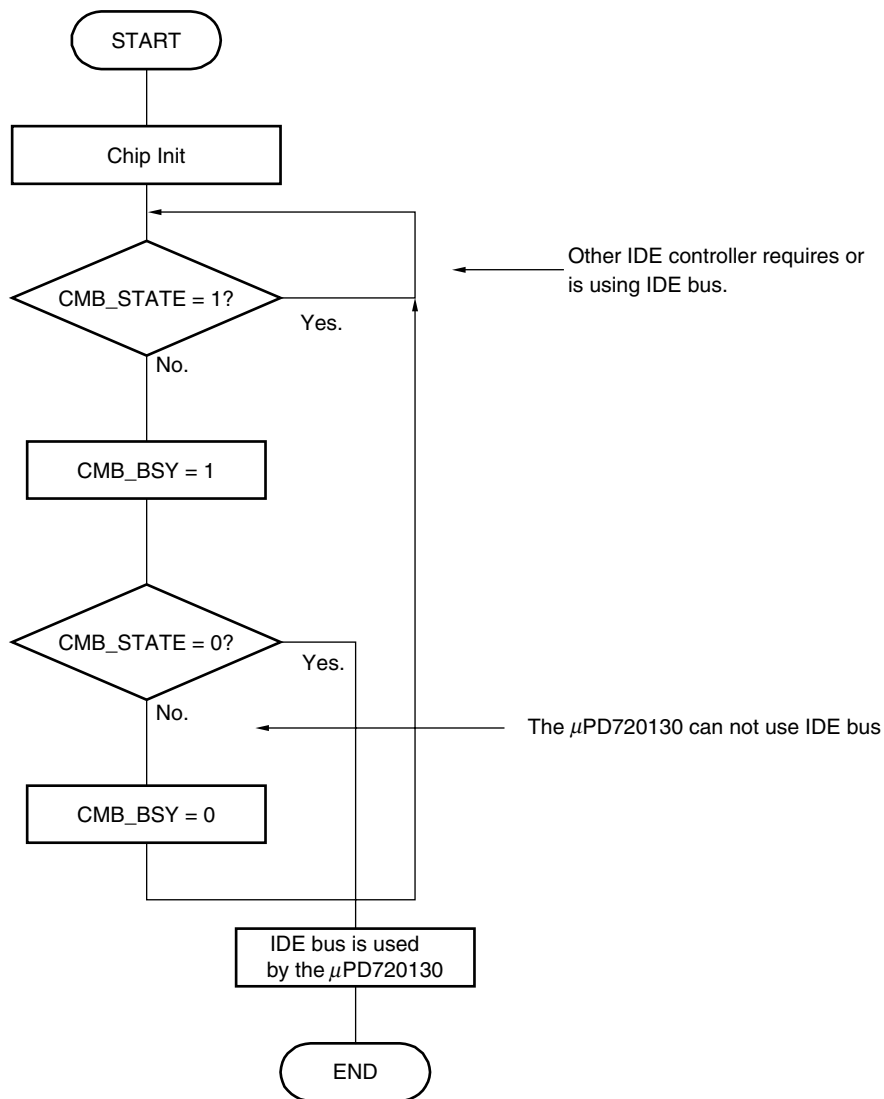 START
Chip Init
Other IDE controller requires or
is using IDE bus.
CMB_STATE = 1?
Yes.
No.
CMB_BSY = 1
CMB_STATE = 0?
Yes.
No.
The μPD720130 can not use IDE bus
CMB_BSY = 0
IDE bus is used
by the μPD720130
END